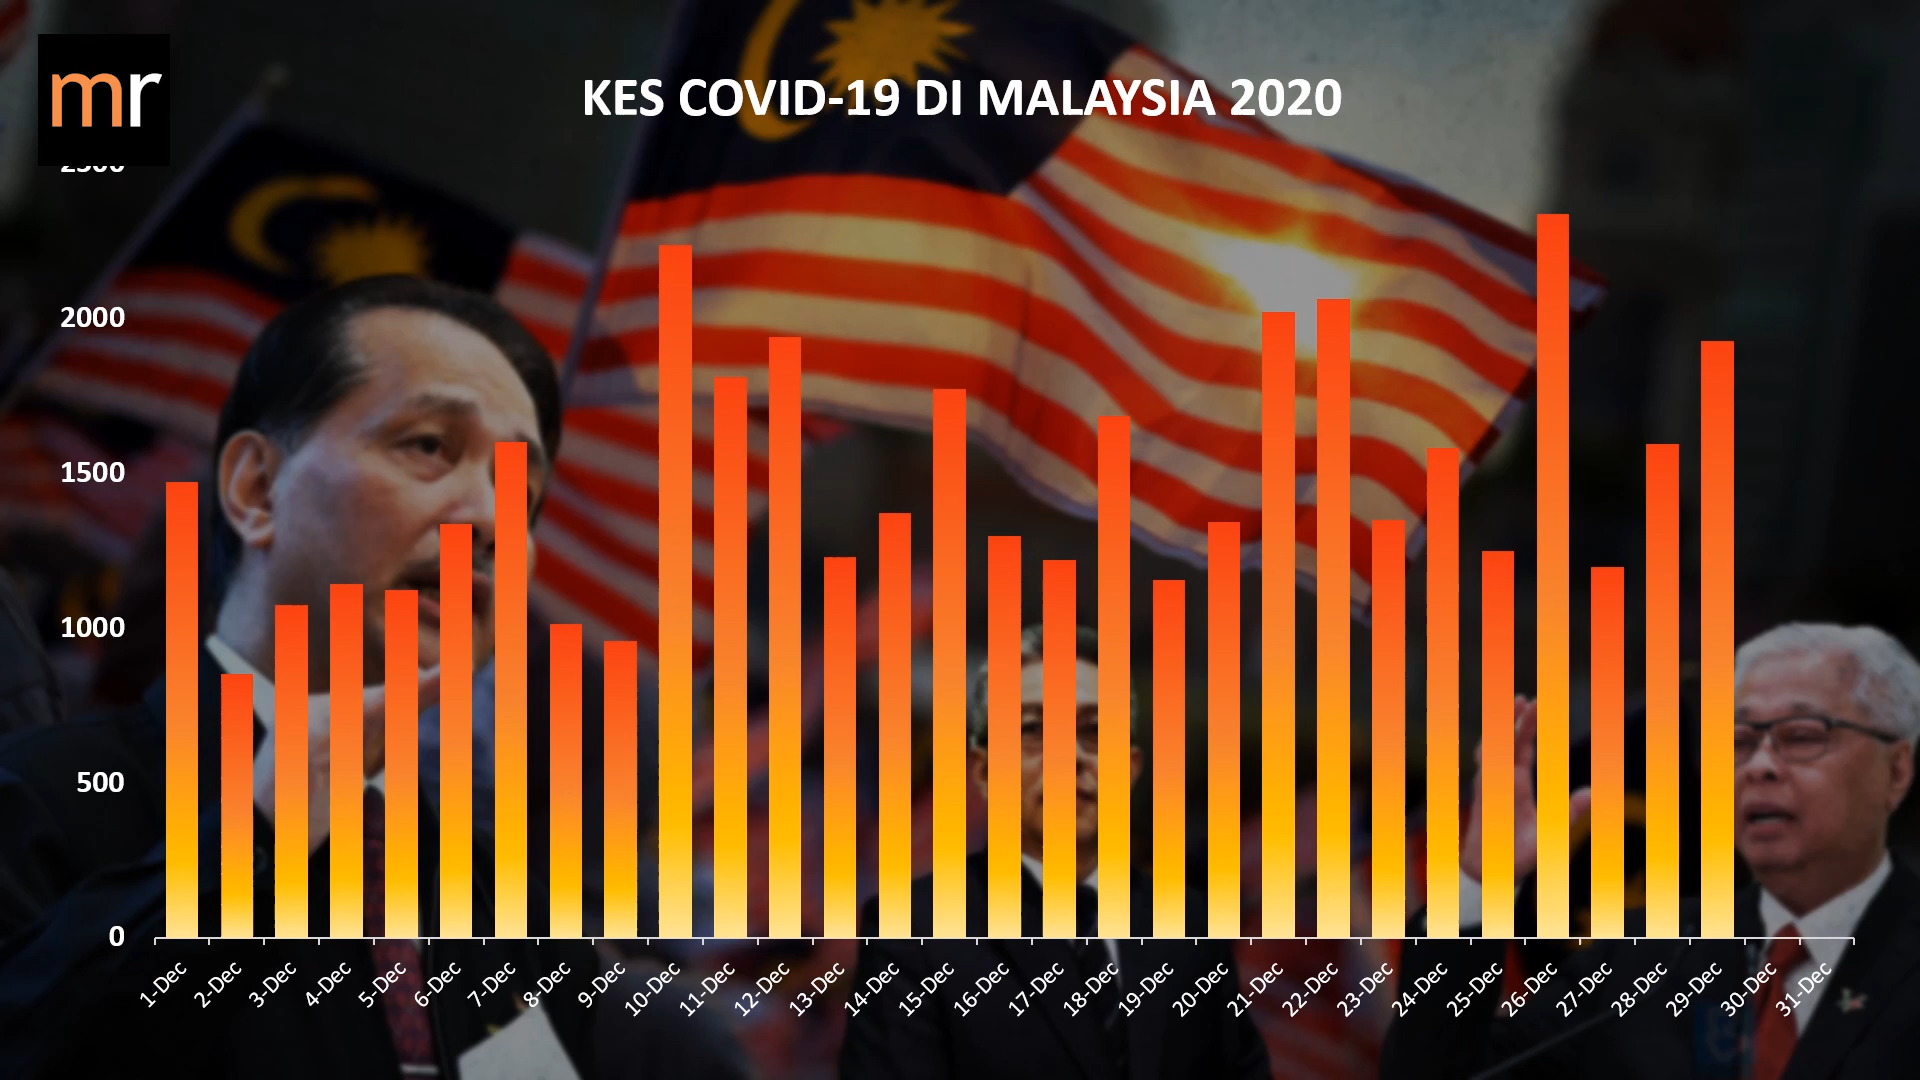 mr
KES COVID-19 DI MALAYSIA 2020
2500
2000
1500
1000
500
0
1-Dec
2-Dec
3-Dec
4-Dec
5-Dec
6-Dec
7-Dec
8-Dec
9-Dec
10-Dec
11-Dec
12-Dec
13-Dec
14-Dec
15-Dec
16-Dec
17-Dec
18-Dec
19-Dec
20-Dec
21-Dec
22-Dec
23-Dec
24-Dec
25-Dec
26-Dec
27-Dec
28-Dec
29-Dec
30-Dec
31-Dec